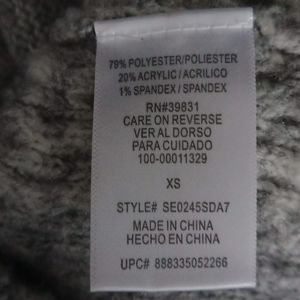 79% POLYESTER/POLIESTER
20% ACRYLIC / ACRILICO
1% SPANDEX / SPANDEX
RN#39831
CARE ON REVERSE
VER AL DORSO
PARA CUIDADO
100-00011329
XS
STYLE# SE0245SDA7
MADE IN CHINA
HECHO EN CHINA
UPC# 888335052266